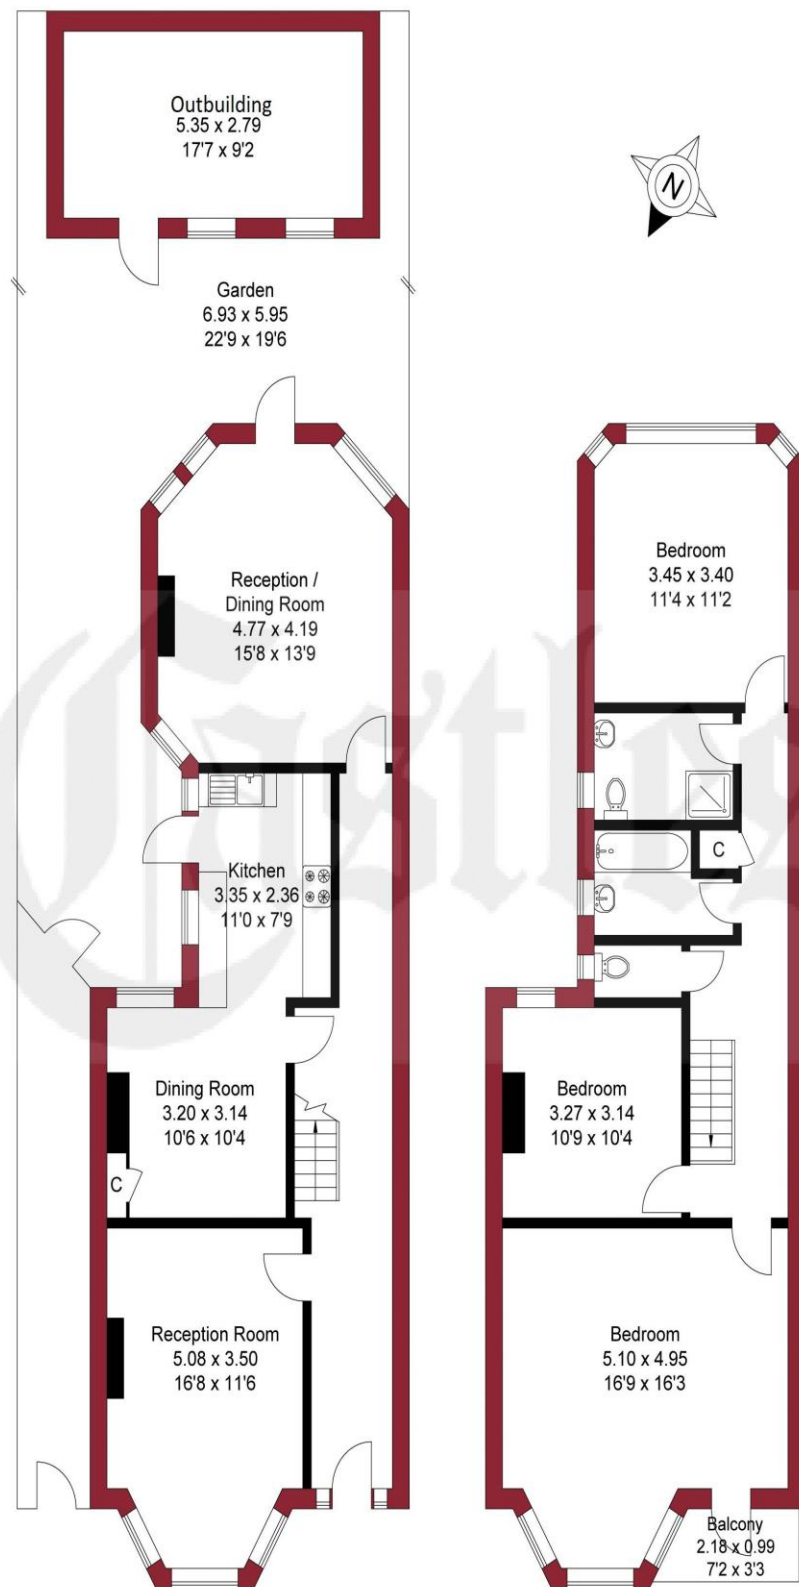 Outbuilding
5.35 x 2.79
17'7 x 9'2
N
Garden
6.93 x 5.95
22'9 x 19'6
Reception /
Dining Room
4.77 x 4.19
15'8 x 13'9
Kitchen
3.35 x 2.36
11'0 x 7'9
Dining Room
3.20 x 3.14
10'6 x 10'4
C
Reception Room
5.08 x 3.50
16'8 x 11'6
Bedroom
3.45 x 3.40
11'4 x 11'2
C
Bedroom
3.27 x 3.14
10'9 x 10'4
Bedroom
5.10 x 4.95
16'9 x 16'3
Balcony
2.18 x 0.99
7'2 x 3'3
Castles